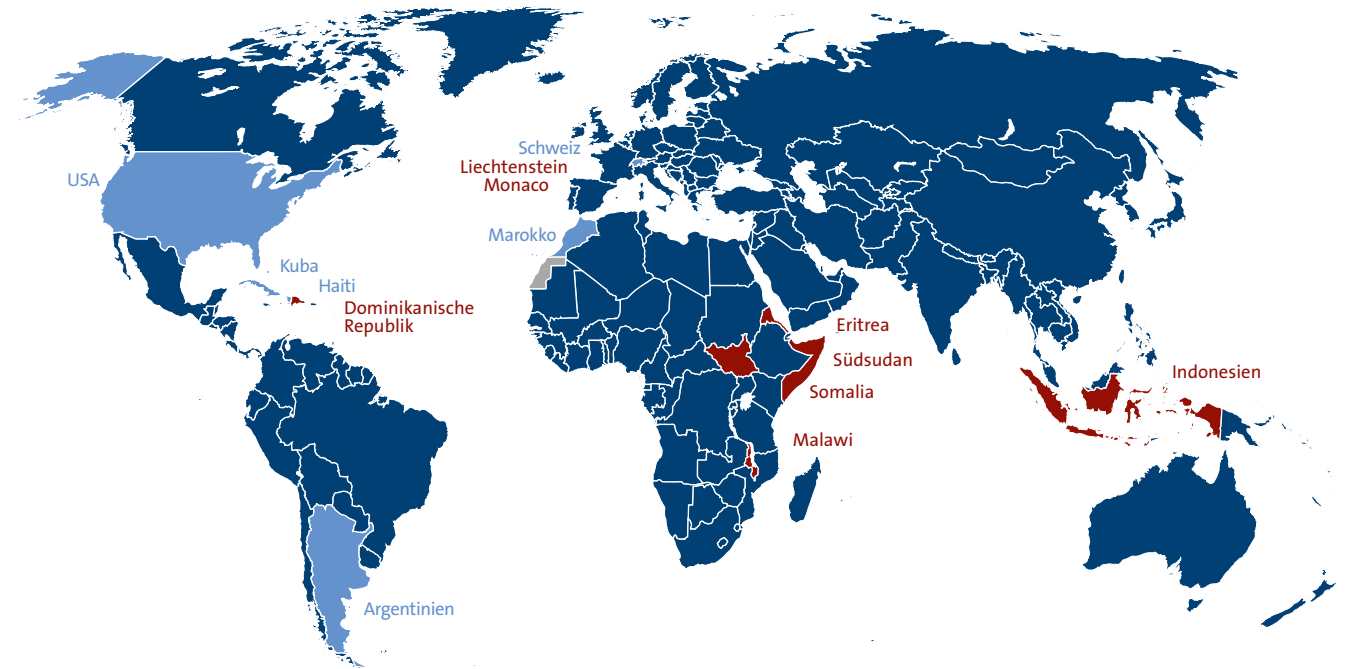 Schweiz
Liechtenstein
Monaco
USA
Marokko
Kuba
Haiti
Dominikanische
Republik
Eritrea
Südsudan
Somalia
Indonesien
Malawi
Argentinien